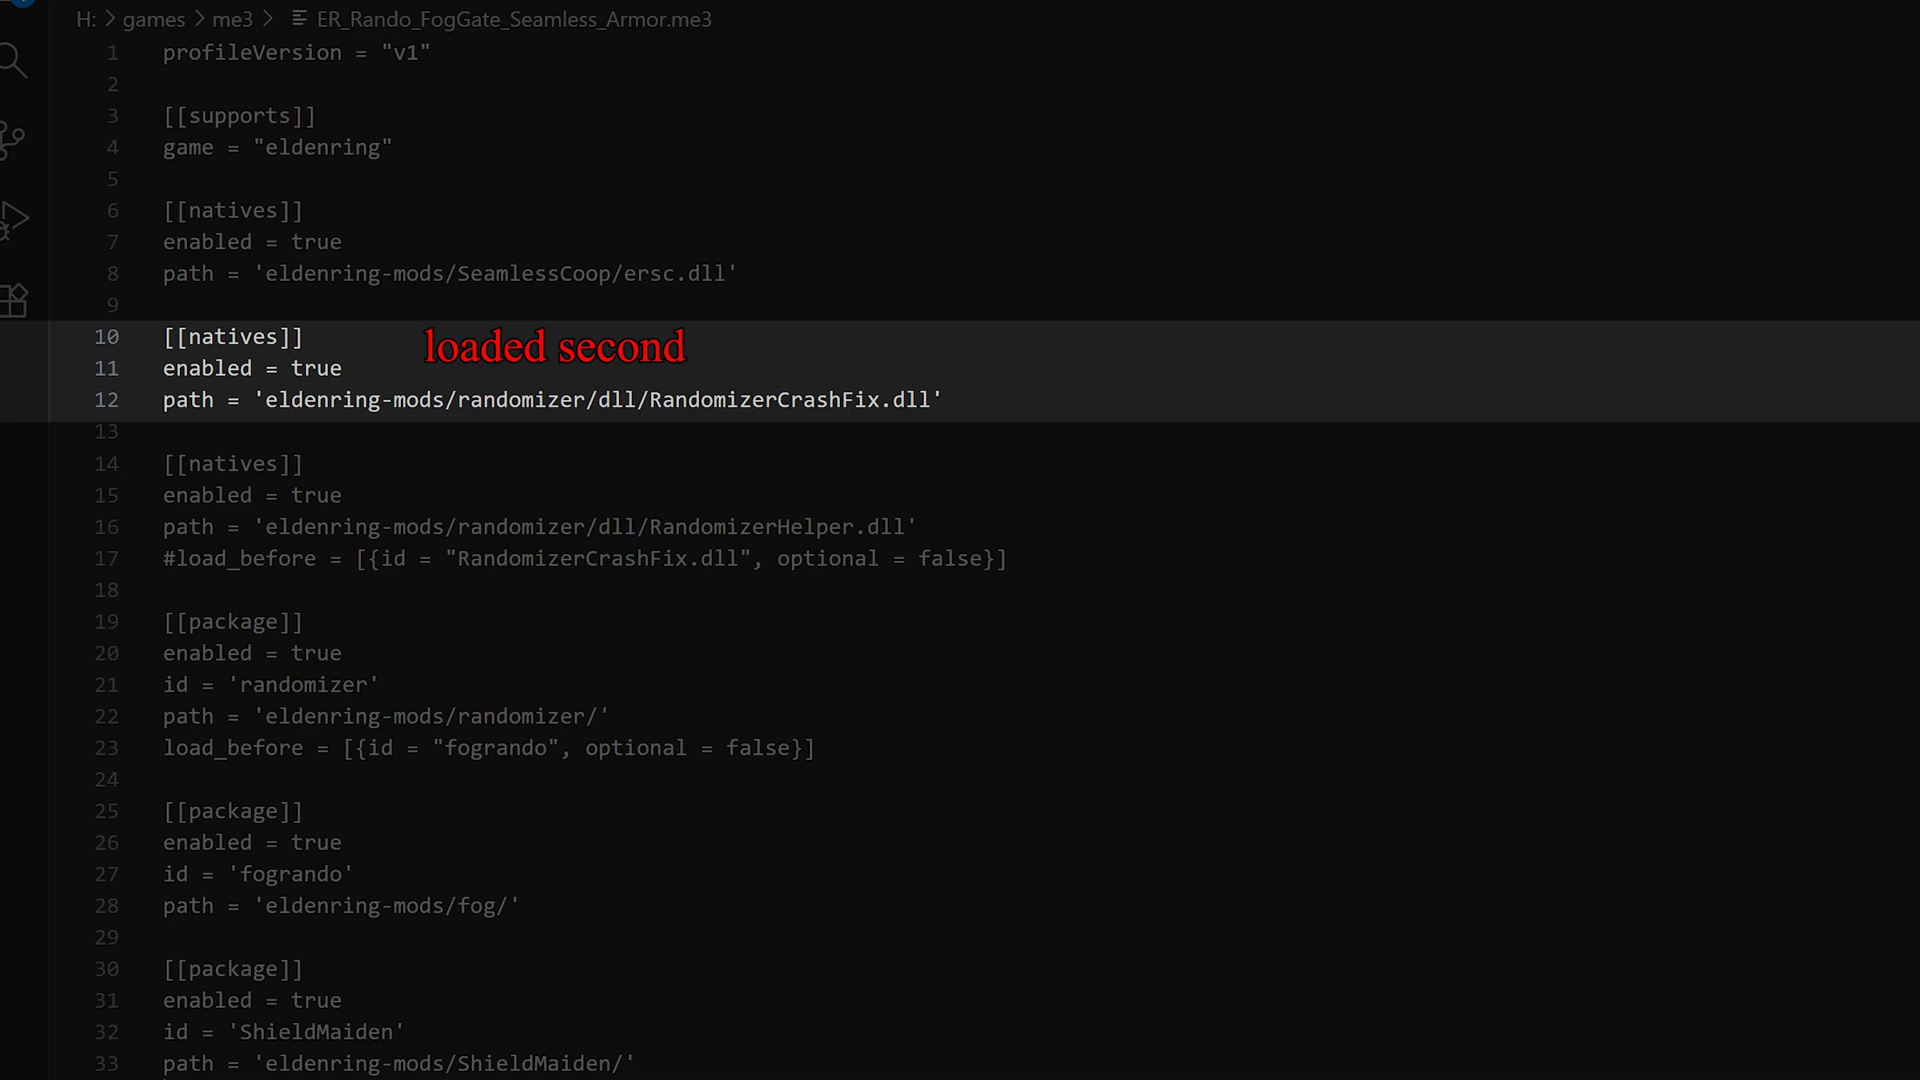 H: > games > me3 > ER_Rando_FogGate_Seamless_Armor.me3
1 profileVersion = "v1"
2
3 [[supports]]
4 game = "eldenring"
5
6 [[natives]]
7 enabled = true
8 path = 'eldenring-mods/SeamlessCoop/ersc.dll'
9
10 [[natives]]
loaded second
11 enabled = true
12 path = 'eldenring-mods/randomizer/dll/RandomizerCrashFix.dll'
13
14 [[natives]]
15 enabled = true
16 path = 'eldenring-mods/randomizer/dll/RandomizerHelper.dll'
17 #load_before = [{id = "RandomizerCrashFix.dll", optional = false}]
18
19 [[package]]
20 enabled = true
21 id = 'randomizer'
22 path = 'eldenring-mods/randomizer/'
23 load_before = [{id = "fogrando", optional = false}]
24
25 [[package]]
26 enabled = true
27 id = 'fogrando'
28 path = 'eldenring-mods/fog/'
29
30 [[package]]
31 enabled = true
32 id = 'ShieldMaiden'
33 path = 'eldenring-mods/ShieldMaiden/'